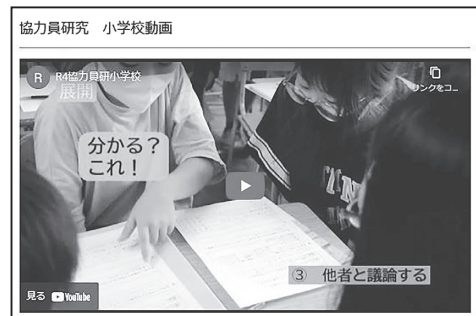 協力員研究　小学校動画
R
R4協力員研小学校
展開
リンクをコ...
分かる？
これ！
③　他者と議論する
見る YouTube